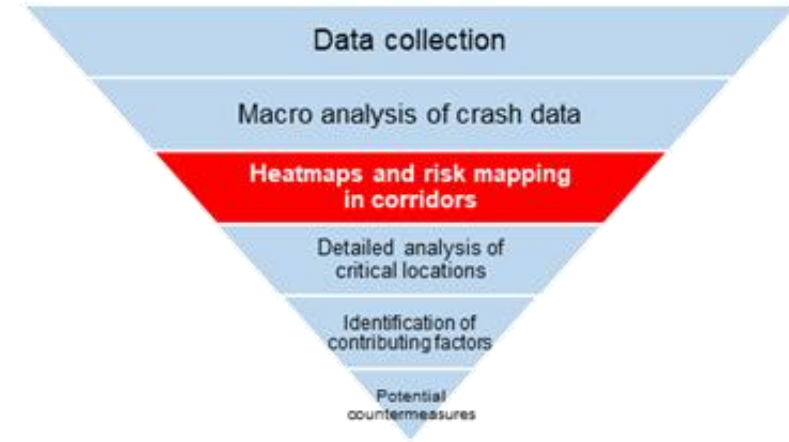 Data collection
Macro analysis of crash data
Heatmaps and risk mapping
in corridors
Detailed analysis of
critical locations
Identification of
contributing factors
Potential
countermeasures